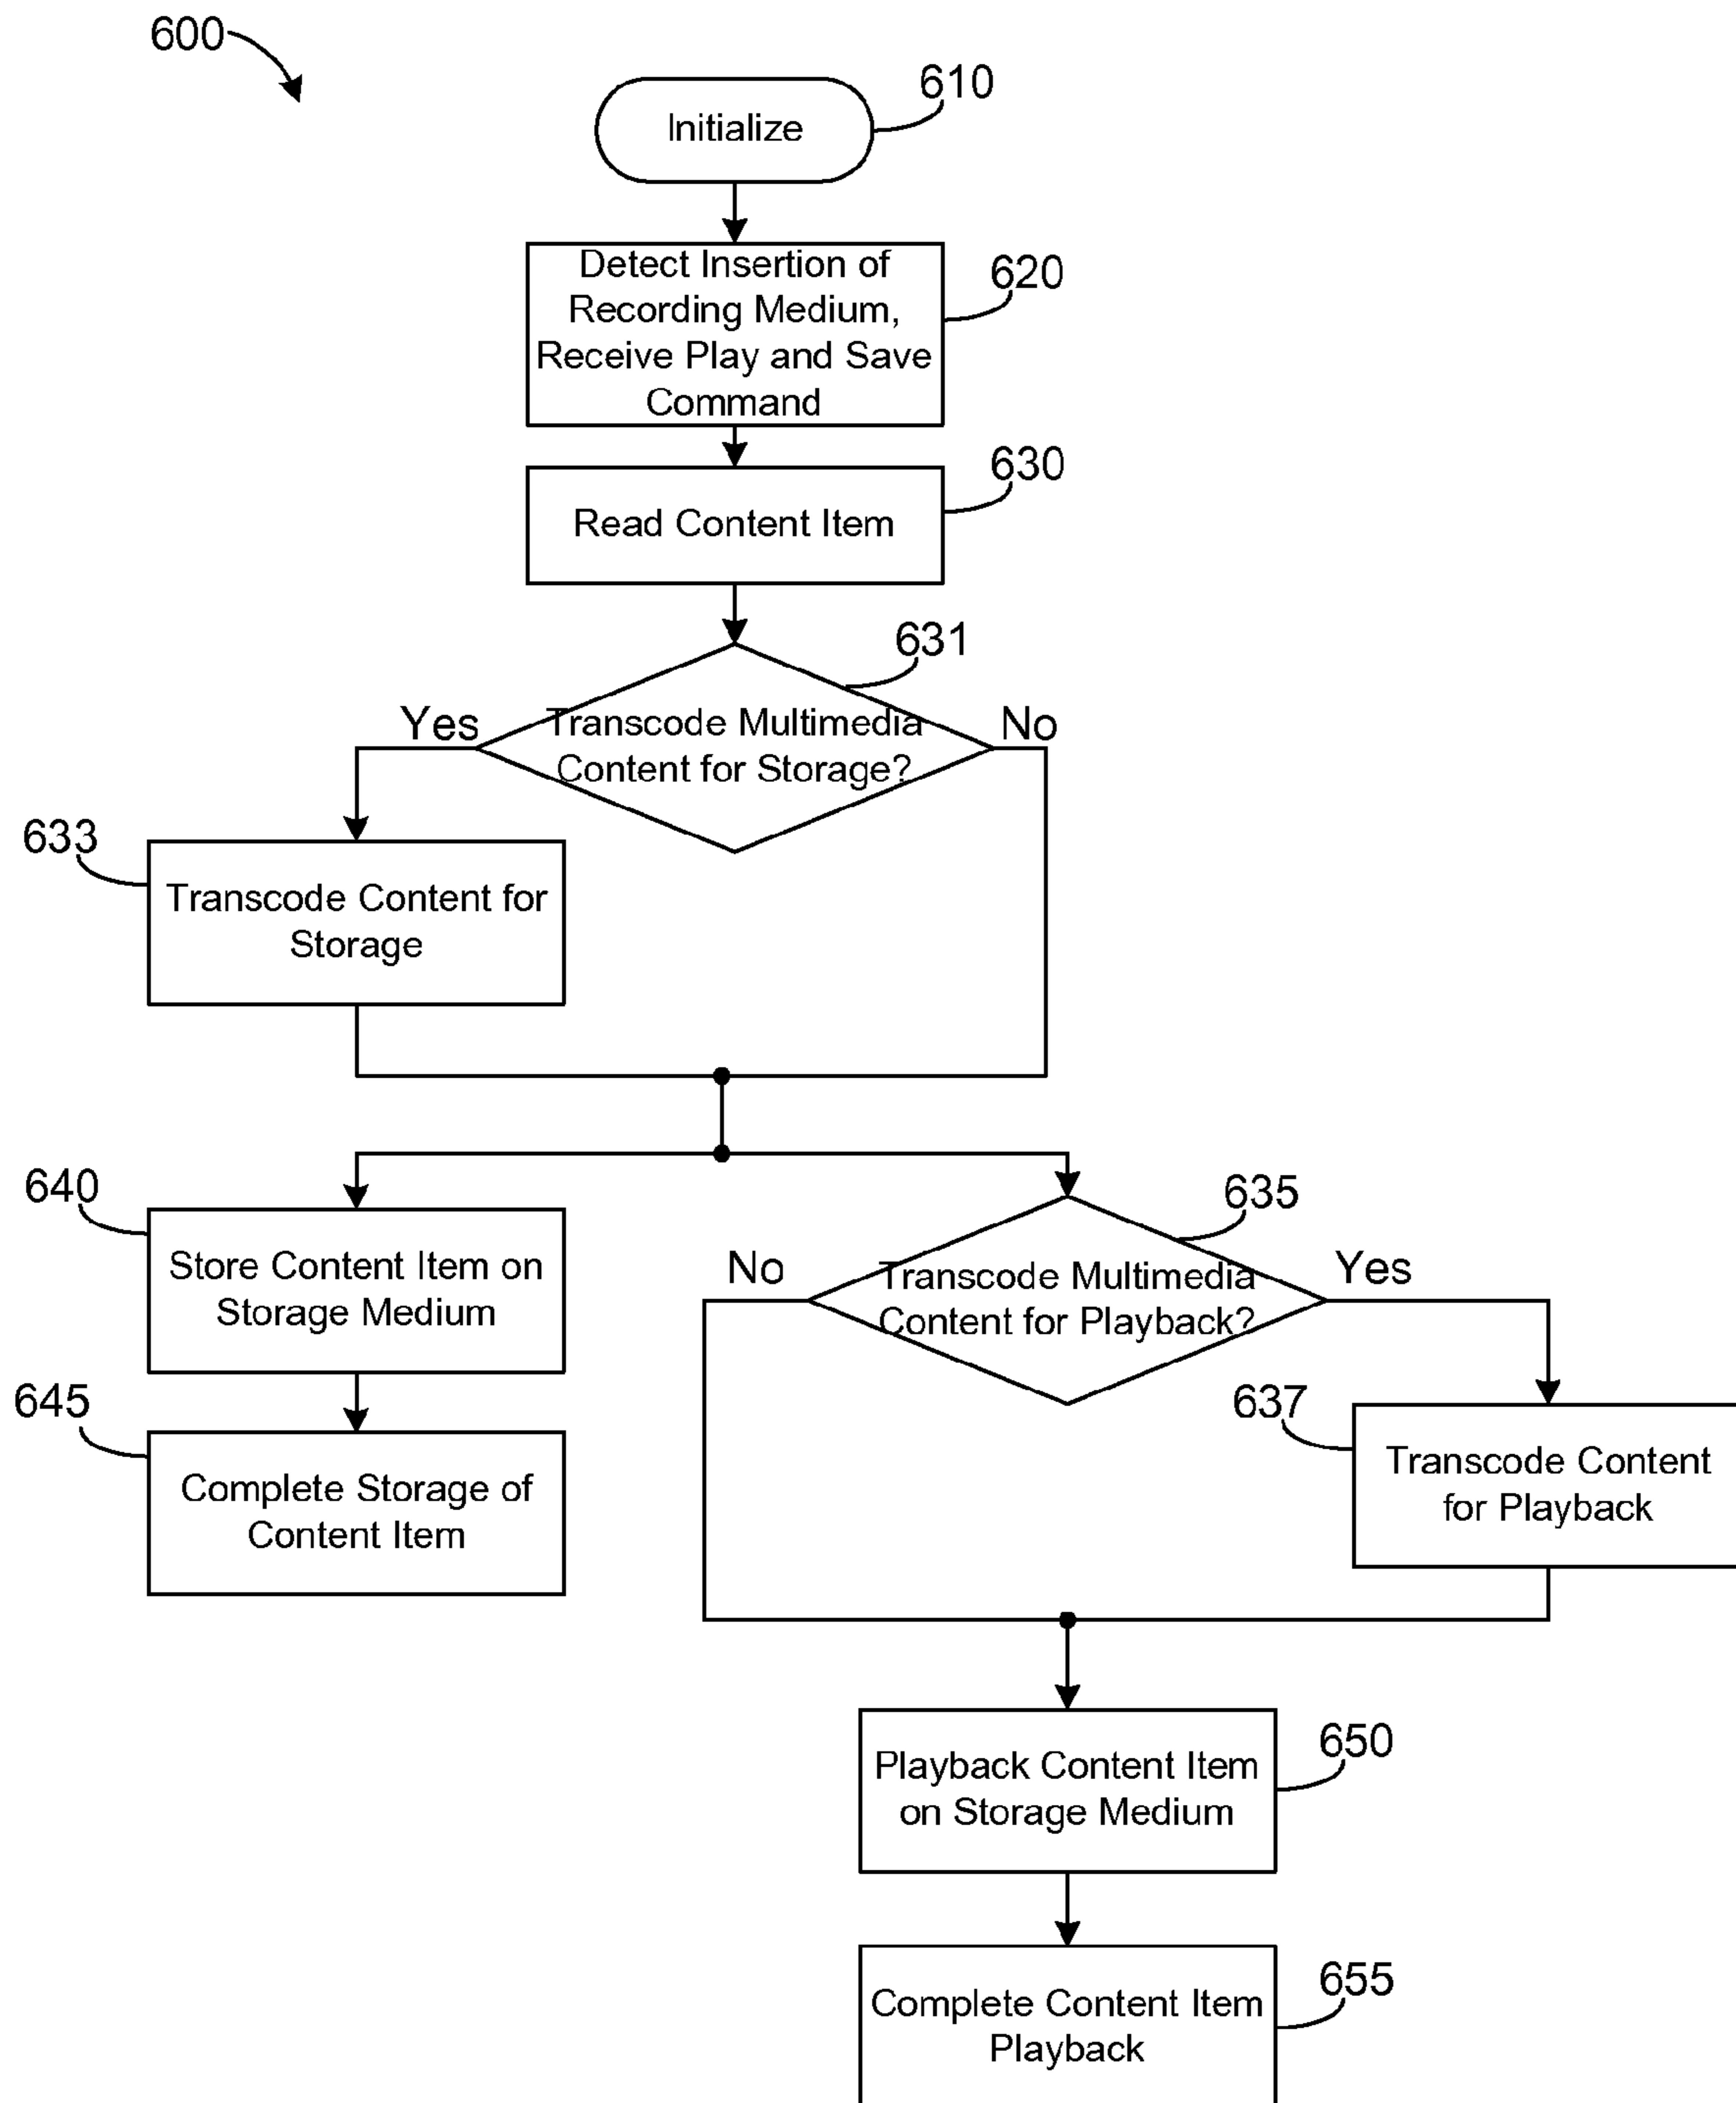 600
610
Initialize
620
Detect Insertion of
Recording Medium,
Receive Play and Save
Command
630
Read Content Item
631
Yes
No
Transcode Multimedia
Content for Storage?
633
Transcode Content for
Storage
640
Store Content Item on
Storage Medium
635
No
Yes
Transcode Multimedia
Content for Playback?
645
Complete Storage of
Content Item
637
Transcode Content
for Playback
650
Playback Content Item
on Storage Medium
655
Complete Content Item
Playback